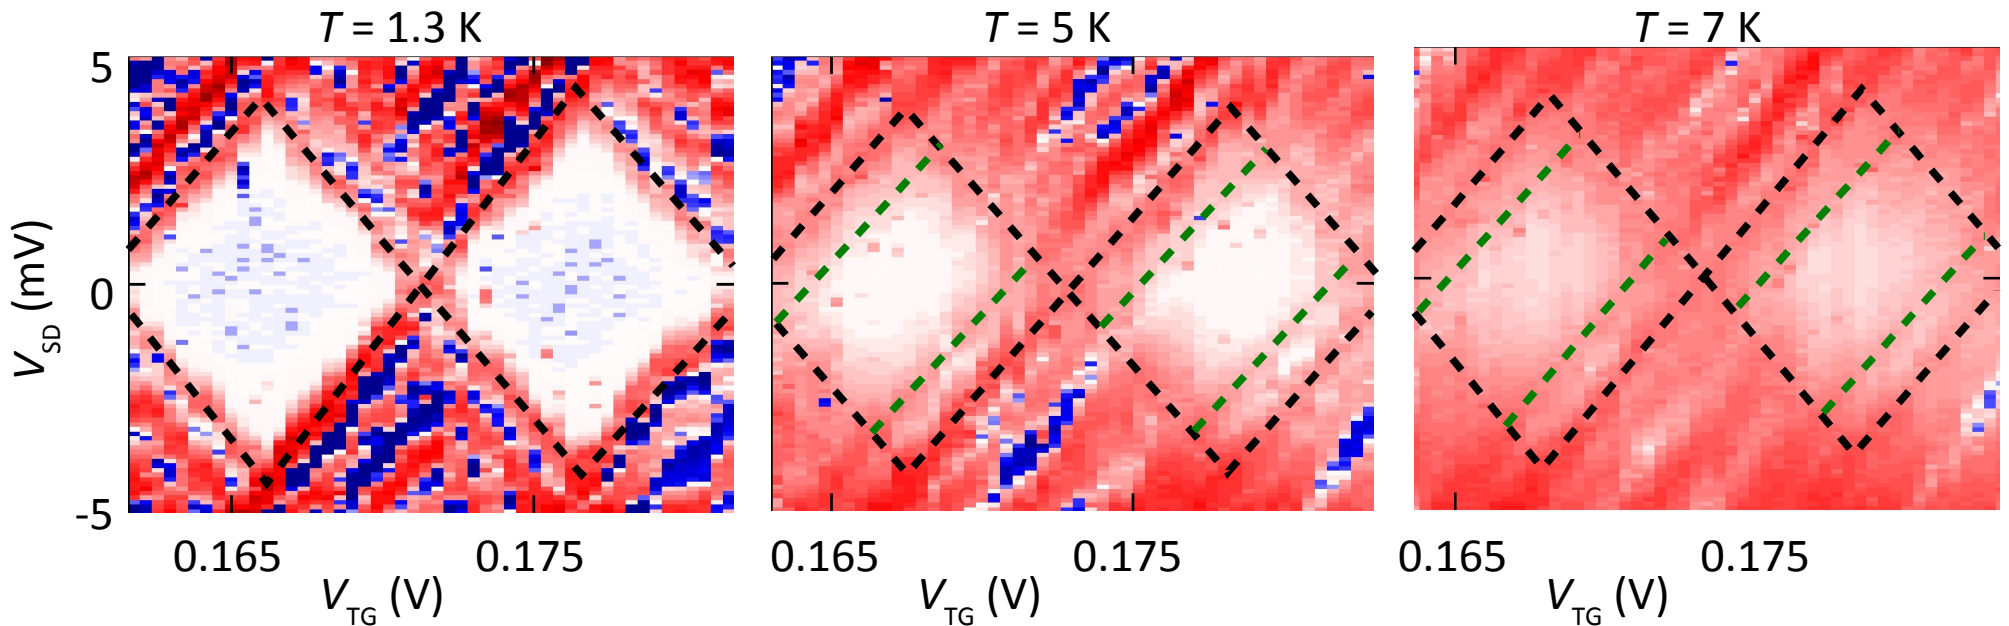 T = 1.3 K
T = 5 K
T = 7 K
5
0
-5
V_SD (mV)
0.165
0.175
0.165
0.175
0.165
0.175
V_TG (V)
V_TG (V)
V_TG (V)